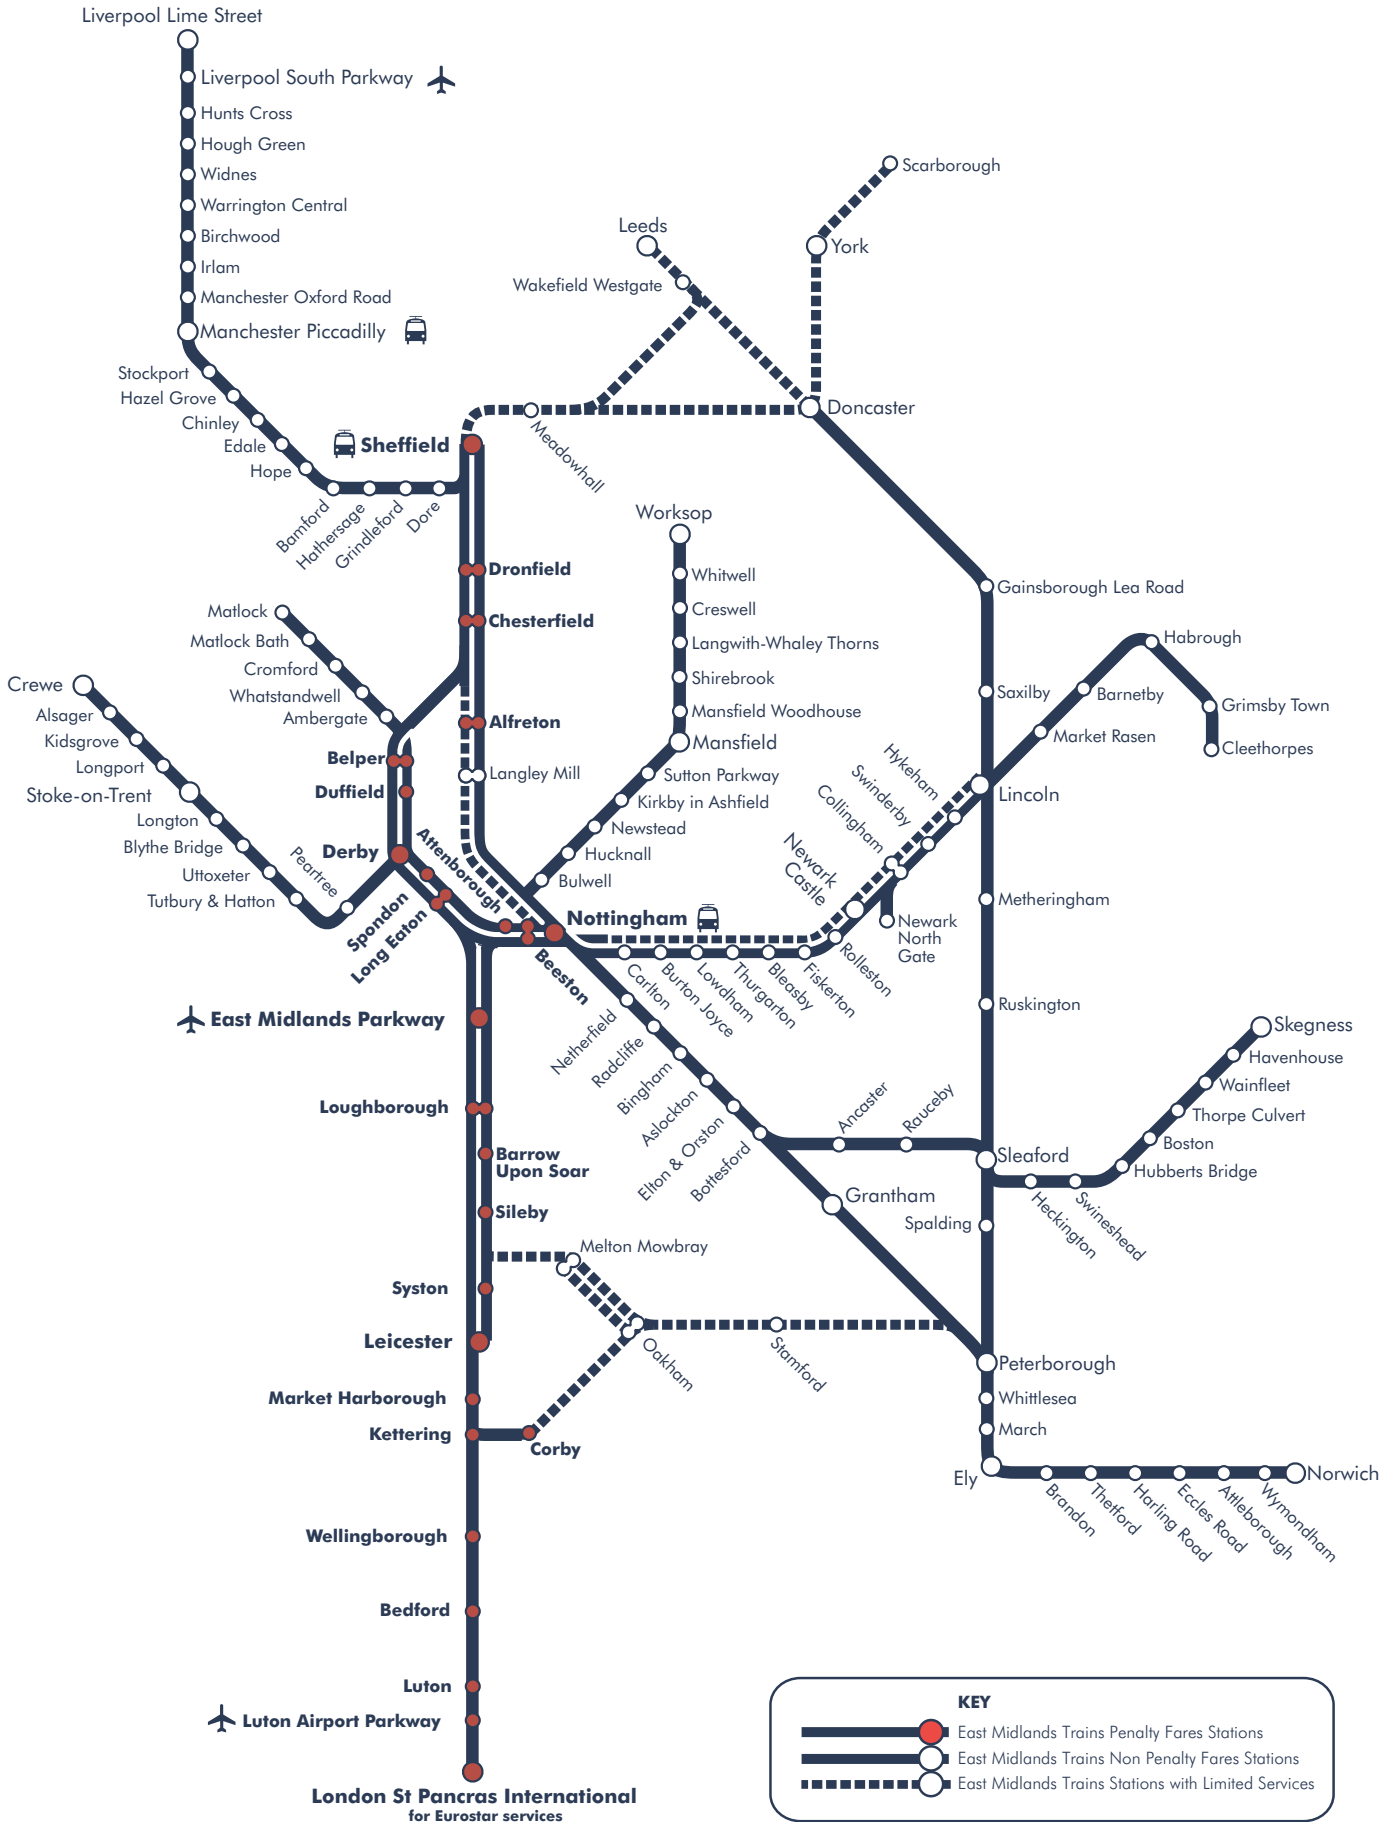 Liverpool Lime Street
Liverpool South Parkway
Hunts Cross
Hough Green
Widnes
Warrington Central
Birchwood
Irlam
Manchester Oxford Road
Manchester Piccadilly
Stockport
Hazel Grove
Chinley
Edale
Hope
Bamford
Hathersage
Grindleford
Dore
Sheffield
Meadowhall
Leeds
Wakefield Westgate
Scarborough
York
Doncaster
Dronfield
Chesterfield
Alfreton
Langley Mill
Worksop
Whitwell
Creswell
Langwith-Whaley Thorns
Shirebrook
Mansfield Woodhouse
Mansfield
Sutton Parkway
Kirkby in Ashfield
Newstead
Hucknall
Bulwell
Gainsborough Lea Road
Saxilby
Habrough
Barnetby
Grimsby Town
Market Rasen
Cleethorpes
Lincoln
Hykeham
Swinderby
Collingham
Newark
Castle
Newark
North
Gate
Metheringham
Ruskington
Matlock
Matlock Bath
Cromford
Whatstandwell
Ambergate
Belper
Duffield
Derby
Crewe
Alsager
Kidsgrove
Longport
Stoke-on-Trent
Longton
Blythe Bridge
Uttoxeter
Tutbury & Hatton
Peartree
Spondon
Long Eaton
Attenborough
Beeston
Nottingham
Carlton
Burton Joyce
Lowdham
Thurgarton
Bleasby
Fiskerton
Rolleston
Netherfield
Radcliffe
Bingham
Aslockton
Elton & Orston
Bottesford
Ancaster
Rauceby
Sleaford
Heckington
Swineshead
Hubberts Bridge
Boston
Thorpe Culvert
Wainfleet
Havenhouse
Skegness
Grantham
Spalding
East Midlands Parkway
Loughborough
Barrow
Upon Soar
Sileby
Syston
Leicester
Melton Mowbray
Oakham
Stamford
Peterborough
Whittlesea
March
Ely
Brandon
Thetford
Harling Road
Eccles Road
Attleborough
Wymondham
Norwich
Market Harborough
Kettering
Corby
Wellingborough
Bedford
Luton
Luton Airport Parkway
London St Pancras International
for Eurostar services
KEY
East Midlands Trains Penalty Fares Stations
East Midlands Trains Non Penalty Fares Stations
East Midlands Trains Stations with Limited Services